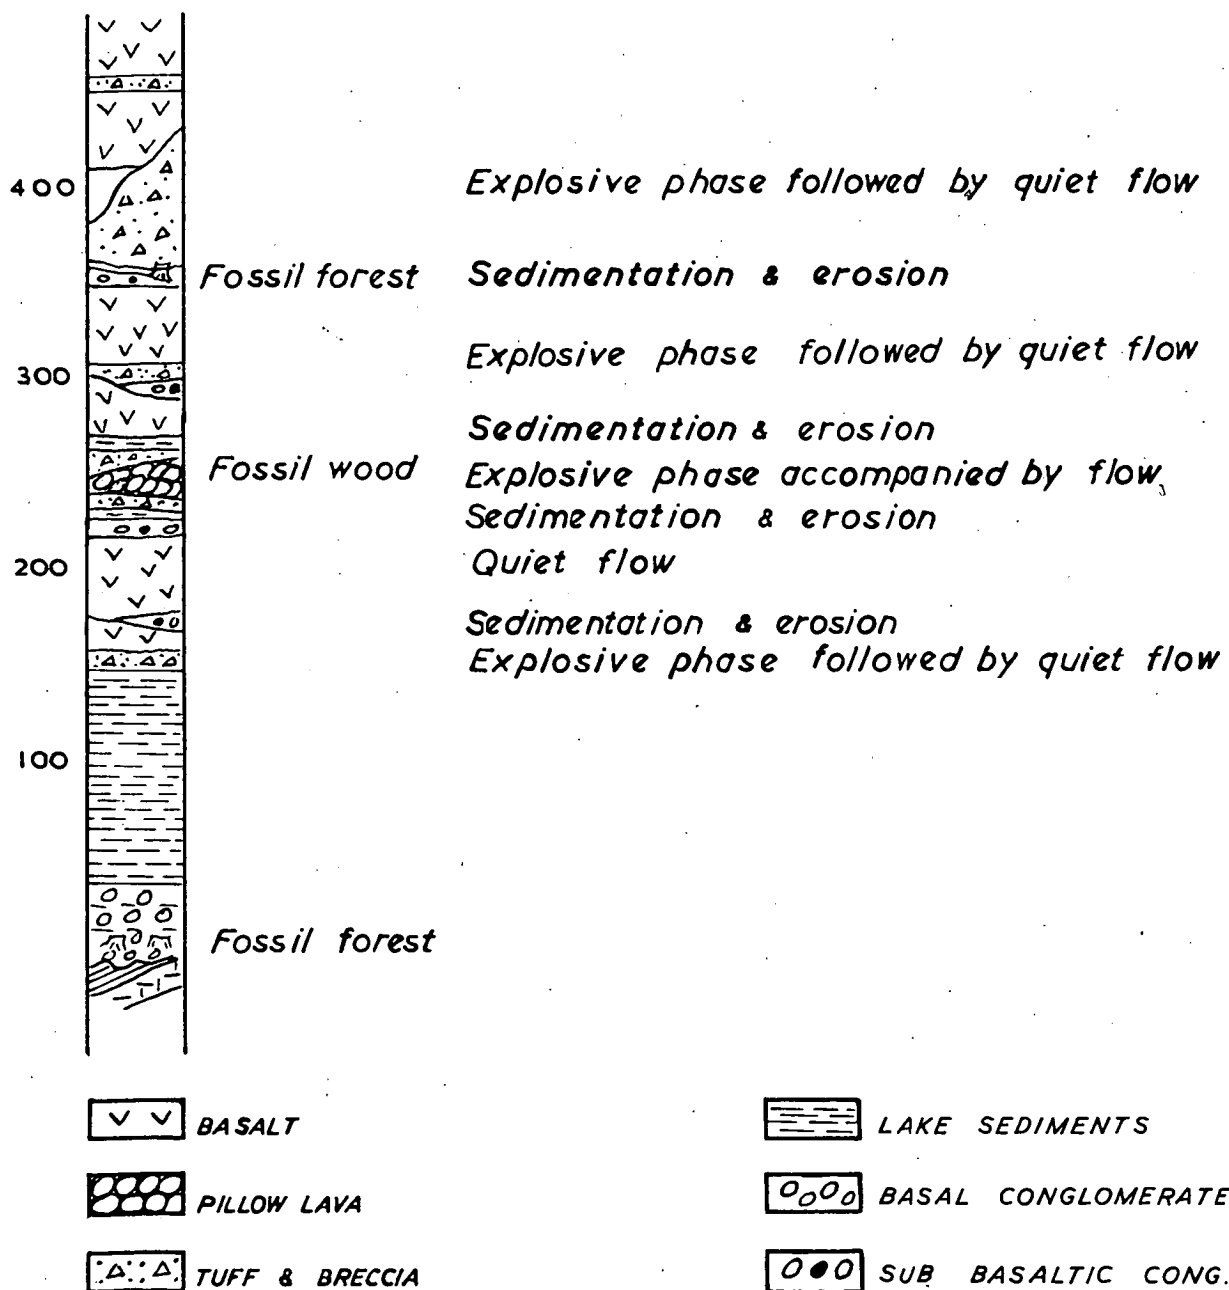 400
Explosive phase followed by quiet flow
Fossil forest
Sedimentation & erosion
Explosive phase followed by quiet flow
300
Sedimentation & erosion
Fossil wood
Explosive phase accompanied by flow,
Sedimentation & erosion
200
Quiet flow
Sedimentation & erosion
Explosive phase followed by quiet flow
100
Fossil forest
BASALT
LAKE SEDIMENTS
PILLOW LAVA
BASAL CONGLOMERATE
TUFF & BRECCIA
SUB BASALTIC CONG.